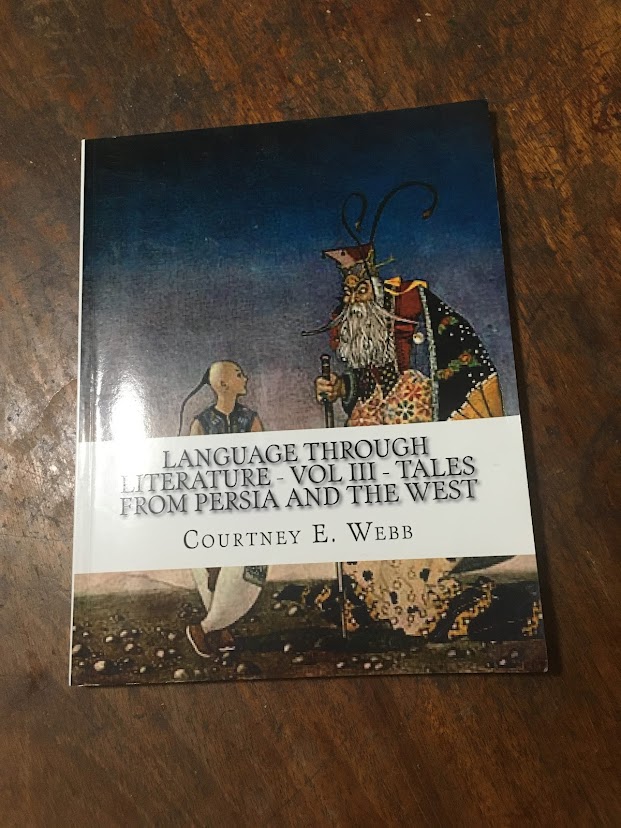 LANGUAGE THROUGH
LITERATURE - VOL III - TALES
FROM PERSIA AND THE WEST
COURTNEY E. WEBB